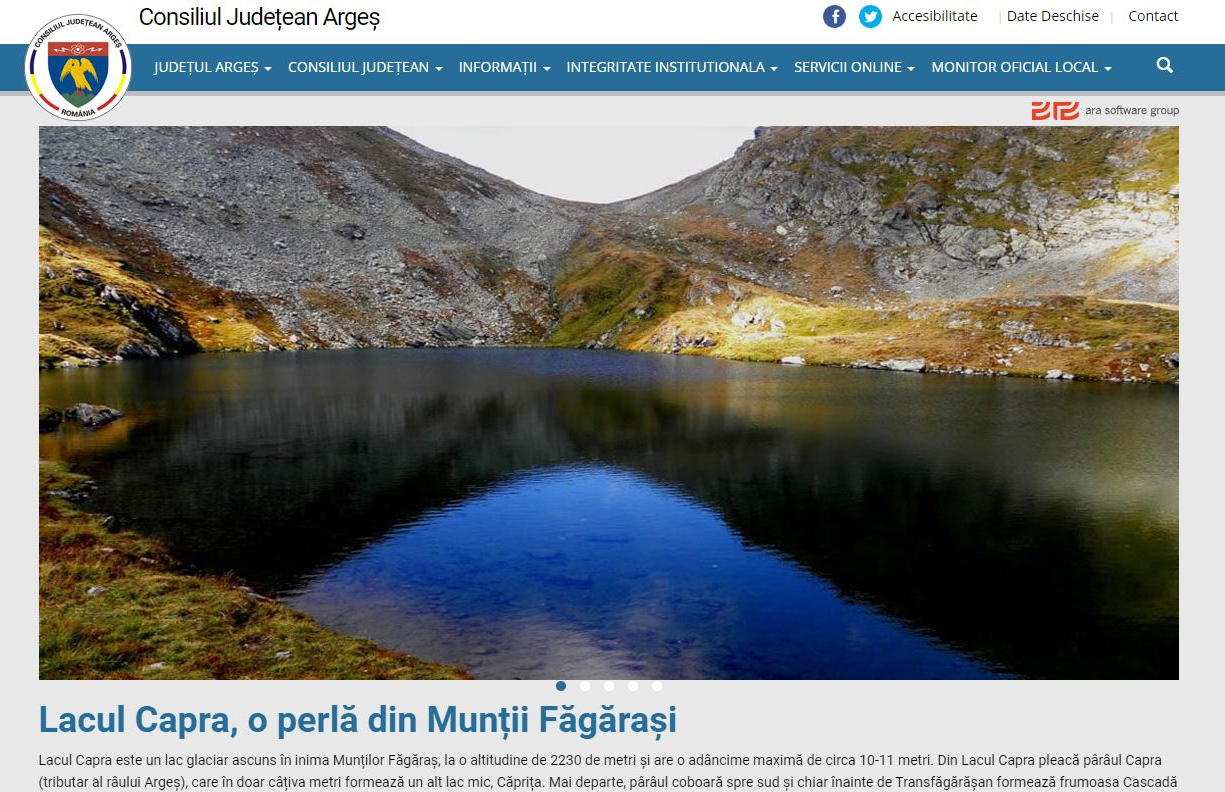 Consiliul Județean Argeș
Accesibilitate | Date Deschise | Contact
CONSILIUL JUDEȚEAN ARGEȘ
ROMÂNIA
JUDEȚUL ARGEȘ CONSILIUL JUDEȚEAN INFORMAȚII INTEGRITATE INSTITUTIONALA SERVICII ONLINE MONITOR OFICIAL LOCAL
ara software group
Lacul Capra, o perlă din Munții Făgărași
Lacul Capra este un lac glaciar ascuns în inima Munților Făgăraș, la o altitudine de 2230 de metri și are o adâncime maximă de circa 10-11 metri. Din Lacul Capra pleacă pârâul Capra
(tributar al râului Argeș), care în doar câțiva metri formează un alt lac mic, Căprița. Mai departe, pârâul coboară spre sud și chiar înainte de Transfăgărășan formează frumoasa Cascadă